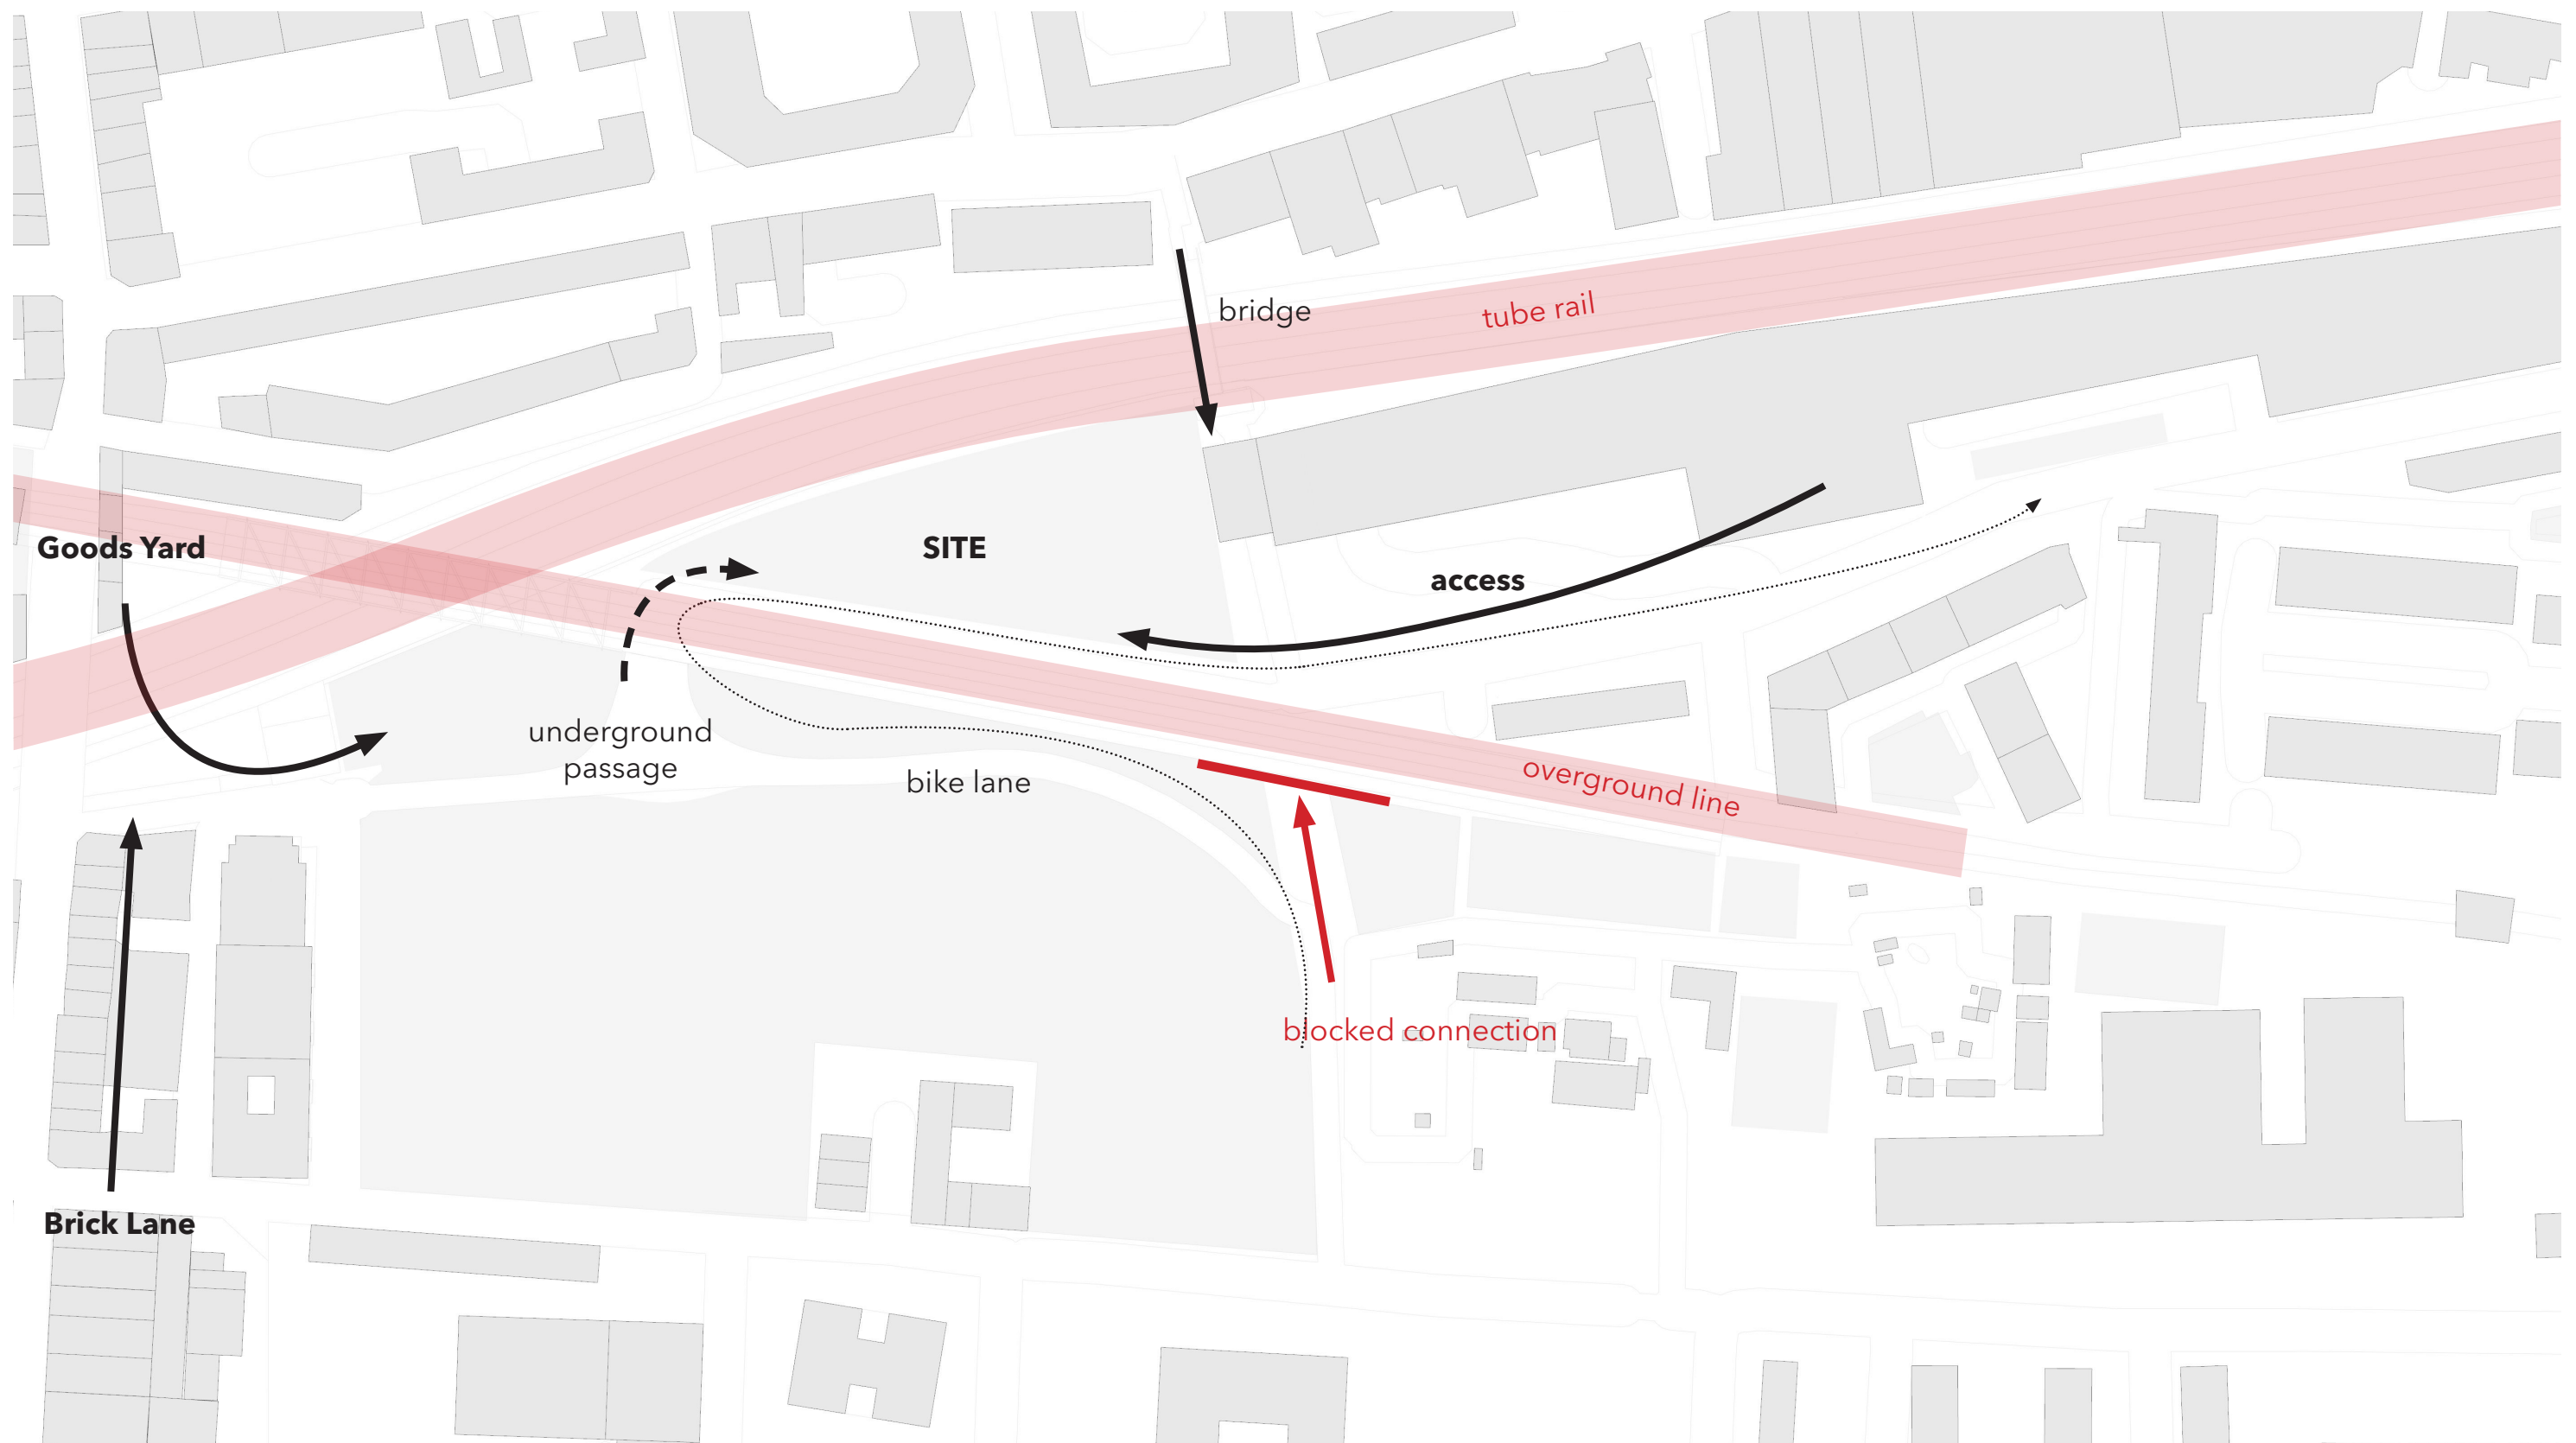 bridge
tube rail
Goods Yard
SITE
access
underground
passage
bike lane
overground line
blocked connection
Brick Lane